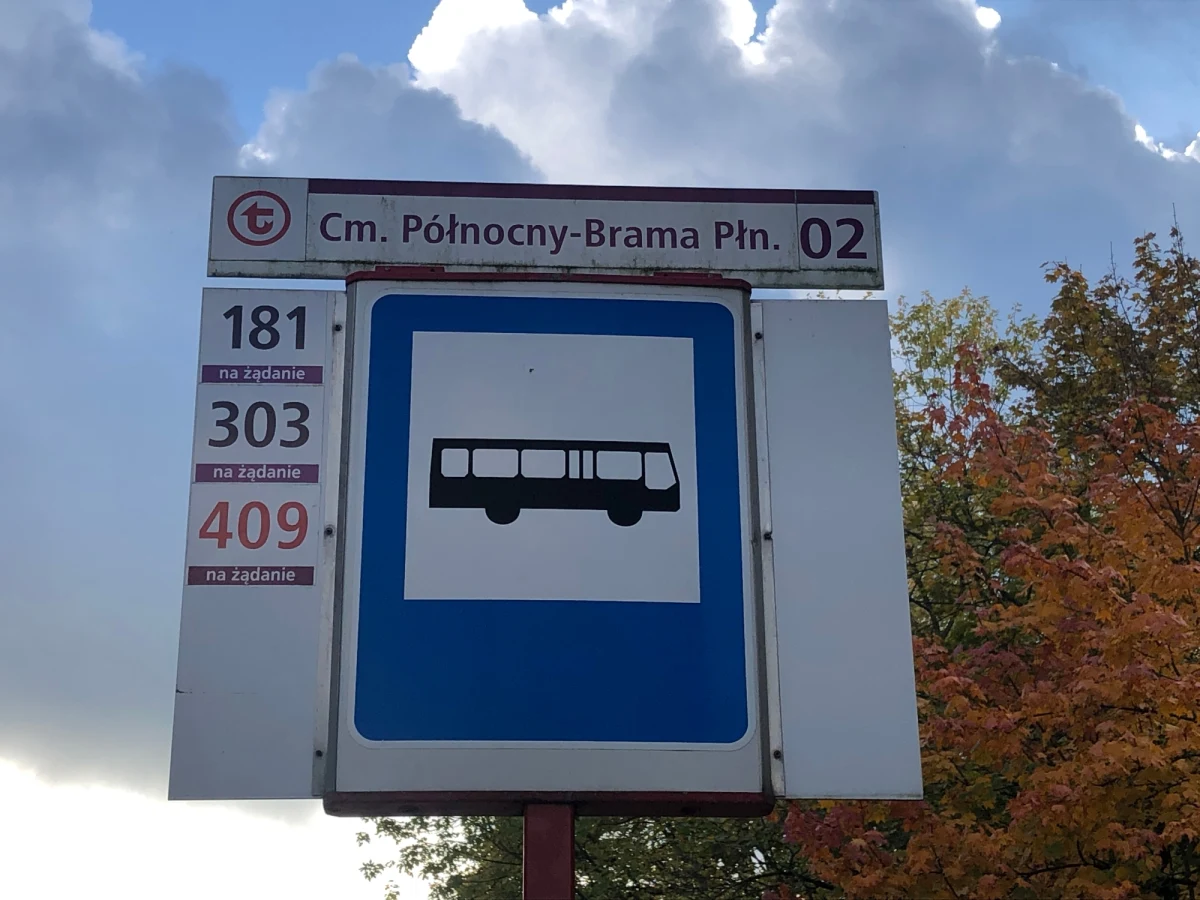 t Cm. Północny-Brama Płn. 02
181
na żądanie
303
na żądanie
409
na żądanie